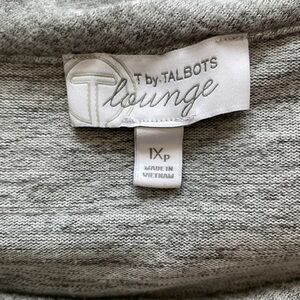 T T by TALBOTS
lounge
1Xp
MADE IN
VIETNAM